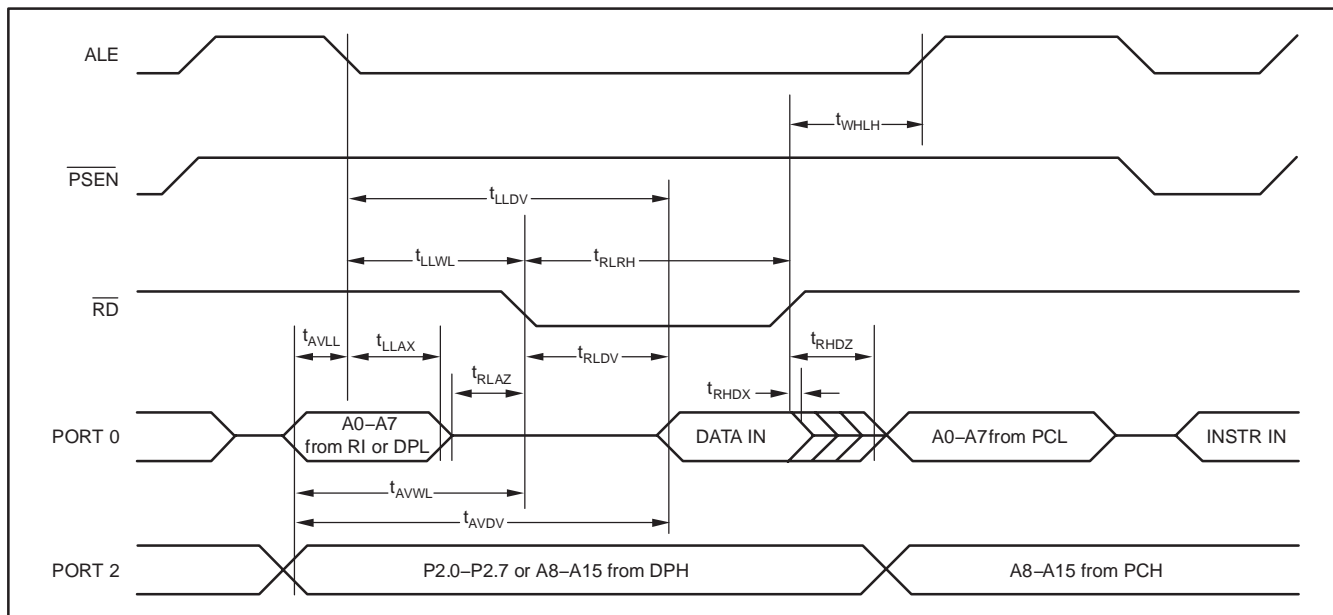 ALE
tWHLH
PSEN
tLLDV
tLLWL
tRLRH
RD
tAVLL
tLLAX
tRLAZ
tRLDV
tRHDZ
tRHDX
PORT 0
A0–A7
from RI or DPL
DATA IN
A0–A7from PCL
INSTR IN
tAVWL
tAVDV
PORT 2
P2.0–P2.7 or A8–A15 from DPH
A8–A15 from PCH